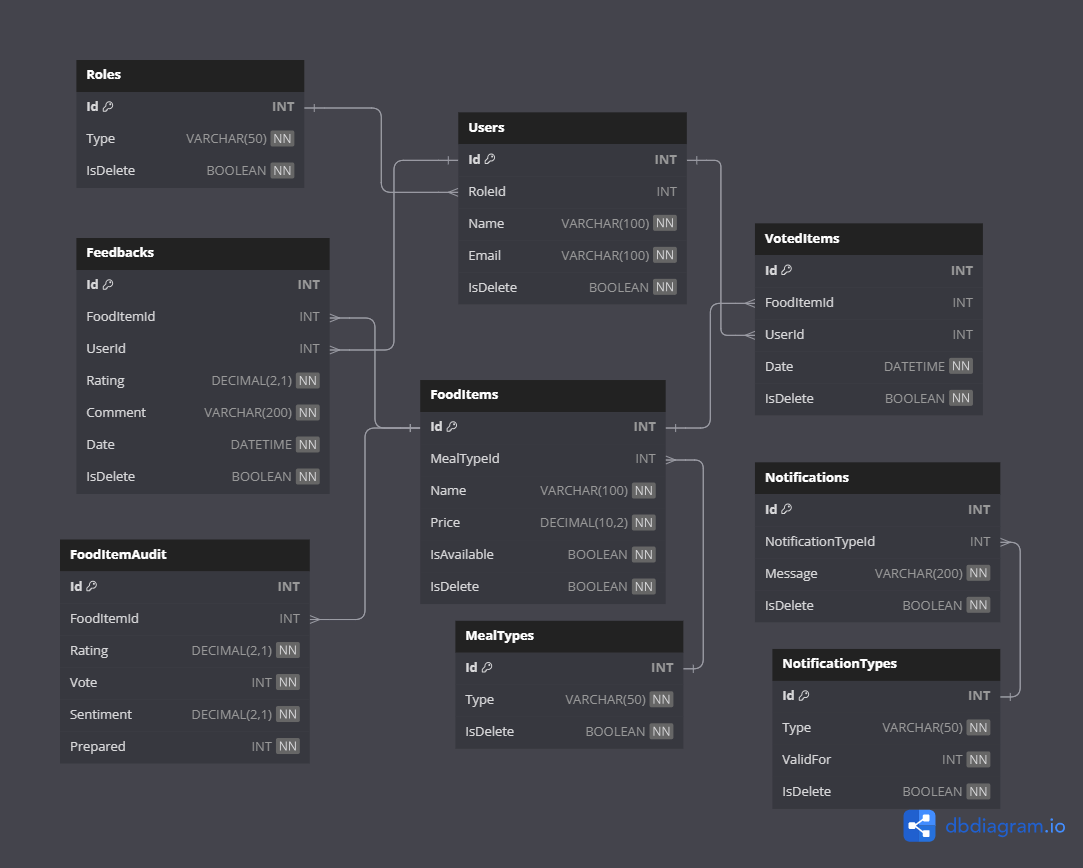 Roles
Id INT
Type VARCHAR(50) NN
IsDelete BOOLEAN NN
Users
Id INT
RoleId INT
Name VARCHAR(100) NN
Email VARCHAR(100) NN
IsDelete BOOLEAN NN
Feedbacks
Id INT
FoodItemId INT
UserId INT
Rating DECIMAL(2,1) NN
Comment VARCHAR(200) NN
Date DATETIME NN
IsDelete BOOLEAN NN
VotedItems
Id INT
FoodItemId INT
UserId INT
Date DATETIME NN
IsDelete BOOLEAN NN
FoodItems
Id INT
MealTypeId INT
Name VARCHAR(100) NN
Price DECIMAL(10,2) NN
IsAvailable BOOLEAN NN
IsDelete BOOLEAN NN
Notifications
Id INT
NotificationTypeId INT
Message VARCHAR(200) NN
IsDelete BOOLEAN NN
FoodItemAudit
Id INT
FoodItemId INT
Rating DECIMAL(2,1) NN
Vote INT NN
Sentiment DECIMAL(2,1) NN
Prepared INT NN
MealTypes
Id INT
Type VARCHAR(50) NN
IsDelete BOOLEAN NN
NotificationTypes
Id INT
Type VARCHAR(50) NN
ValidFor INT NN
IsDelete BOOLEAN NN
dbdiagram.io